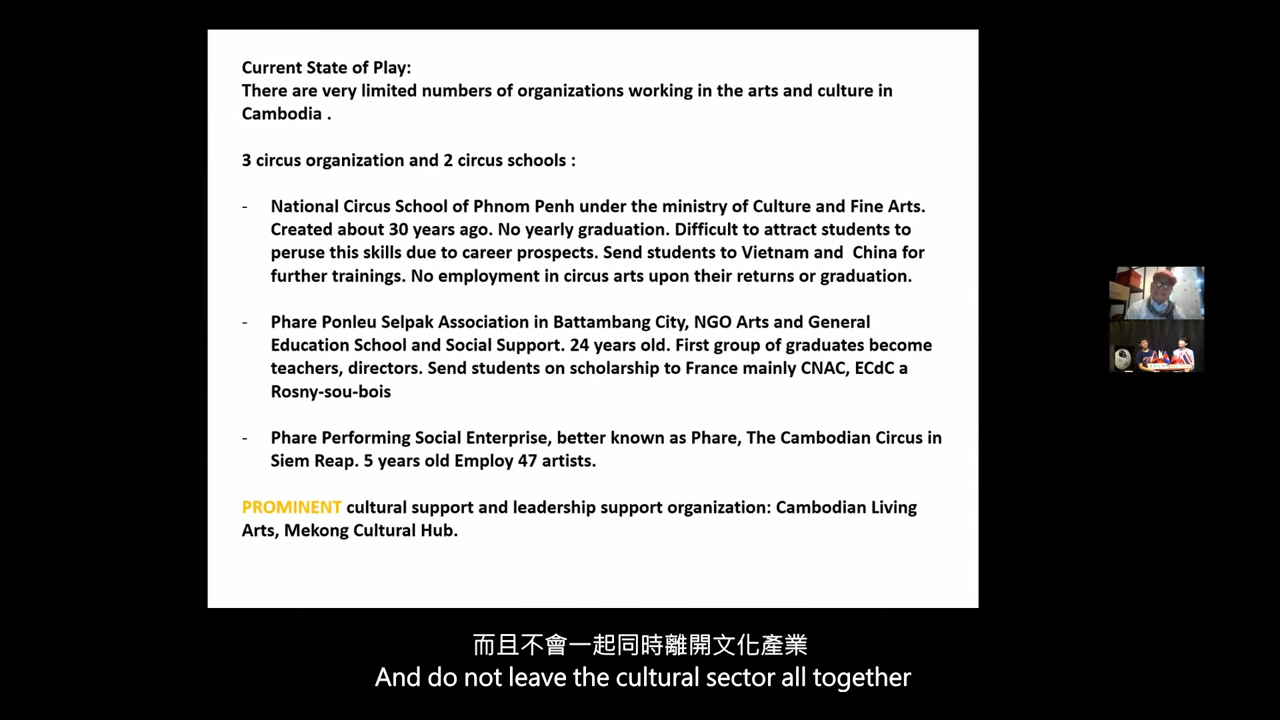 Current State of Play:
There are very limited numbers of organizations working in the arts and culture in
Cambodia .
3 circus organization and 2 circus schools :
- National Circus School of Phnom Penh under the ministry of Culture and Fine Arts.
Created about 30 years ago. No yearly graduation. Difficult to attract students to
peruse this skills due to career prospects. Send students to Vietnam and  China for
further trainings. No employment in circus arts upon their returns or graduation.
- Phare Ponleu Selpak Association in Battambang City, NGO Arts and General
Education School and Social Support. 24 years old. First group of graduates become
teachers, directors. Send students on scholarship to France mainly CNAC, ECdC a
Rosny-sou-bois
- Phare Performing Social Enterprise, better known as Phare, The Cambodian Circus in
Siem Reap. 5 years old Employ 47 artists.
PROMINENT cultural support and leadership support organization: Cambodian Living
Arts, Mekong Cultural Hub.
而且不會一起同時離開文化產業
And do not leave the cultural sector all together